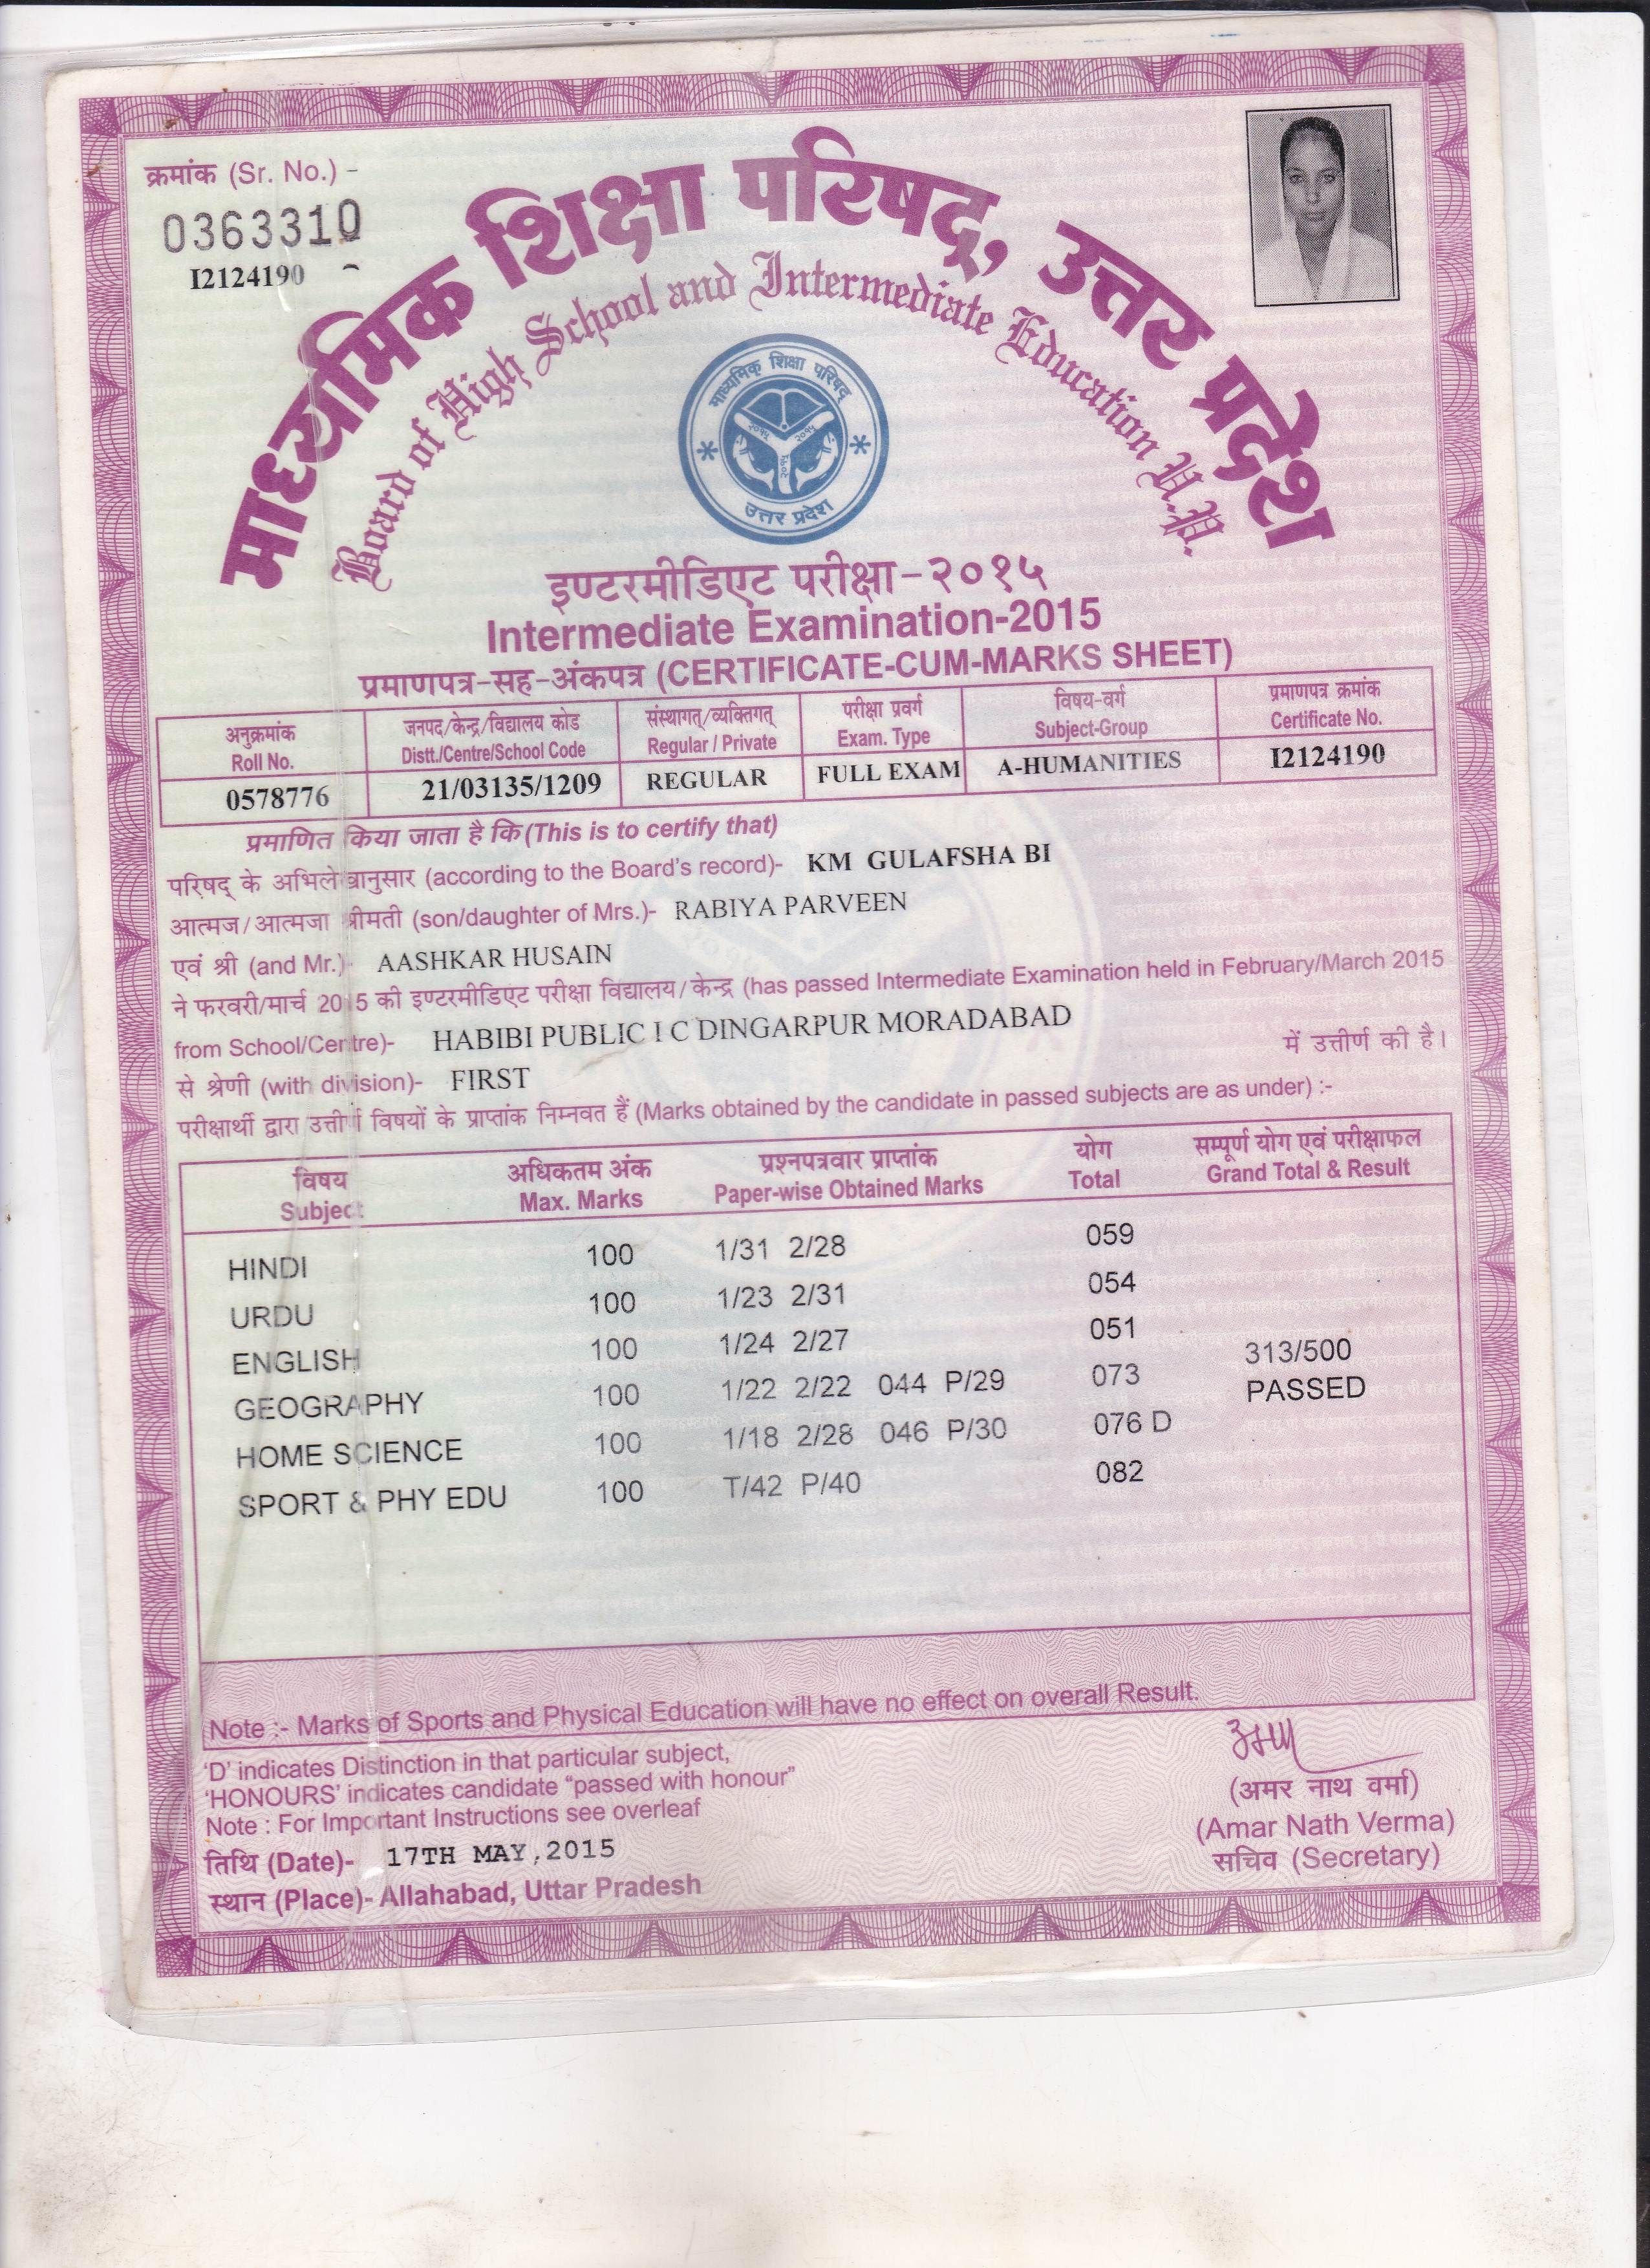 क्रमांक (Sr. No.) -
0363310
I2124190
माध्यमिक शिक्षा परिषद्, उत्तर प्रदेश
Board of High School and Intermediate Education U.P.
माध्यमिक शिक्षा परिषद्
उत्तर प्रदेश
इण्टरमीडिएट परीक्षा-२०१५
Intermediate Examination-2015
प्रमाणपत्र-सह-अंकपत्र (CERTIFICATE-CUM-MARKS SHEET)
अनुक्रमांक जनपद/केन्द्र/विद्यालय कोड संस्थागत्/व्यक्तिगत् परीक्षा प्रवर्ग विषय-वर्ग प्रमाणपत्र क्रमांक
Roll No. Distt./Centre/School Code Regular / Private Exam. Type Subject-Group Certificate No.
0578776 21/03135/1209 REGULAR FULL EXAM A-HUMANITIES I2124190
प्रमाणित किया जाता है कि (This is to certify that)
परिषद् के अभिलेखानुसार (according to the Board's record)- KM GULAFSHA BI
आत्मज/आत्मजा श्रीमती (son/daughter of Mrs.)- RABIYA PARVEEN
एवं श्री (and Mr.)- AASHKAR HUSAIN
ने फरवरी/मार्च 2015 की इण्टरमीडिएट परीक्षा विद्यालय/केन्द्र (has passed Intermediate Examination held in February/March 2015
from School/Centre)- HABIBI PUBLIC I C DINGARPUR MORADABAD में उत्तीर्ण की है।
से श्रेणी (with division)- FIRST
परीक्षार्थी द्वारा उत्तीर्ण विषयों के प्राप्तांक निम्नवत हैं (Marks obtained by the candidate in passed subjects are as under) :-
विषय अधिकतम अंक प्रश्नपत्रवार प्राप्तांक योग सम्पूर्ण योग एवं परीक्षाफल
Subject Max. Marks Paper-wise Obtained Marks Total Grand Total & Result
HINDI 100 1/31 2/28 059
URDU 100 1/23 2/31 054
ENGLISH 100 1/24 2/27 051 313/500
GEOGRAPHY 100 1/22 2/22 044 P/29 073 PASSED
HOME SCIENCE 100 1/18 2/28 046 P/30 076 D
SPORT & PHY EDU 100 T/42 P/40 082
Note :- Marks of Sports and Physical Education will have no effect on overall Result.
'D' indicates Distinction in that particular subject,
'HONOURS' indicates candidate "passed with honour"
Note : For Important Instructions see overleaf
तिथि (Date)- 17TH MAY,2015
स्थान (Place)- Allahabad, Uttar Pradesh
(अमर नाथ वर्मा)
(Amar Nath Verma)
सचिव (Secretary)